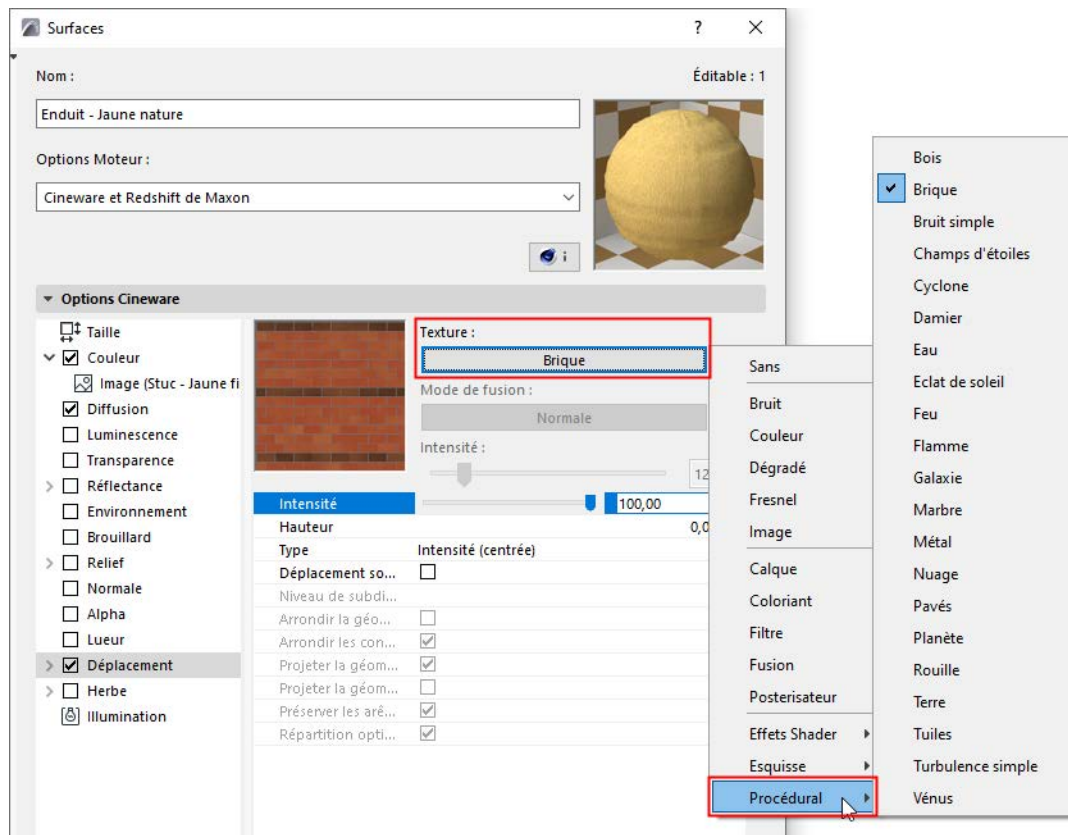 Surfaces
?
Nom :
Éditable : 1
Enduit - Jaune nature
Options Moteur :
Cineware et Redshift de Maxon
i
Options Cineware
Taille
Couleur
Image (Stuc - Jaune fi
Diffusion
Luminescence
Transparence
Réflectance
Environnement
Brouillard
Relief
Normale
Alpha
Lueur
Déplacement
Herbe
Illumination
Texture :
Brique
Mode de fusion :
Normale
Intensité :
12
Intensité 100,00
Hauteur 0,0
Type Intensité (centrée)
Déplacement so...
Niveau de subdi...
Arrondir la géo...
Arrondir les con...
Projeter la géom...
Projeter la géom...
Préserver les arê...
Répartition opti...
Sans
Bruit
Couleur
Dégradé
Fresnel
Image
Calque
Coloriant
Filtre
Fusion
Posterisateur
Effets Shader
Esquisse
Procédural
Bois
Brique
Bruit simple
Champs d'étoiles
Cyclone
Damier
Eau
Eclat de soleil
Feu
Flamme
Galaxie
Marbre
Métal
Nuage
Pavés
Planète
Rouille
Terre
Tuiles
Turbulence simple
Vénus